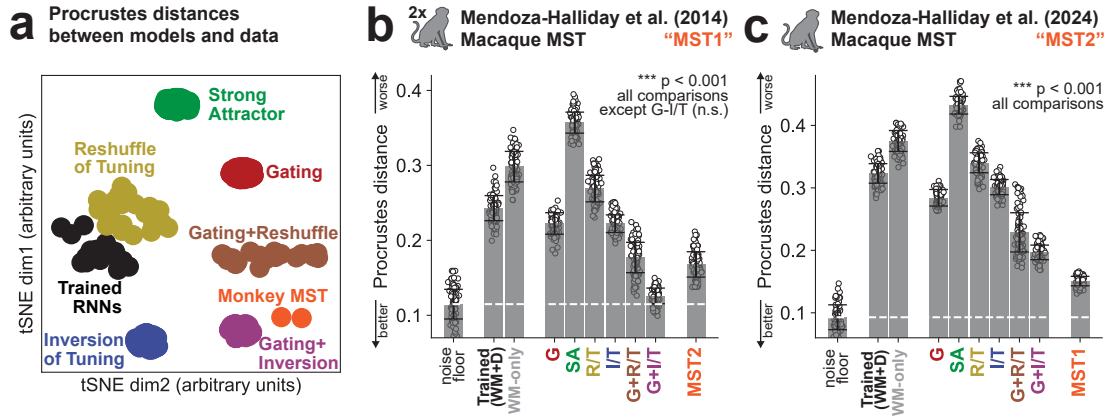 a Procrustes distances
between models and data
Strong
Attractor
Reshuffle
of Tuning
Gating
Gating+Reshuffle
Trained
RNNs
Monkey MST
Inversion
of Tuning
Gating+
Inversion
tSNE dim1 (arbitrary units)
tSNE dim2 (arbitrary units)
b 2x Mendoza-Halliday et al. (2014)
Macaque MST "MST1"
worse
better
Procrustes distance
0.4
0.3
0.2
0.1
*** p < 0.001
all comparisons
except G-I/T (n.s.)
noise
floor
Trained
(WM+D)
WM-only
G
SA
R/T
I/T
G+R/T
G+I/T
MST2
c Mendoza-Halliday et al. (2024)
Macaque MST "MST2"
worse
better
Procrustes distance
0.4
0.3
0.2
0.1
*** p < 0.001
all comparisons
noise
floor
Trained
(WM+D)
WM-only
G
SA
R/T
I/T
G+R/T
G+I/T
MST1